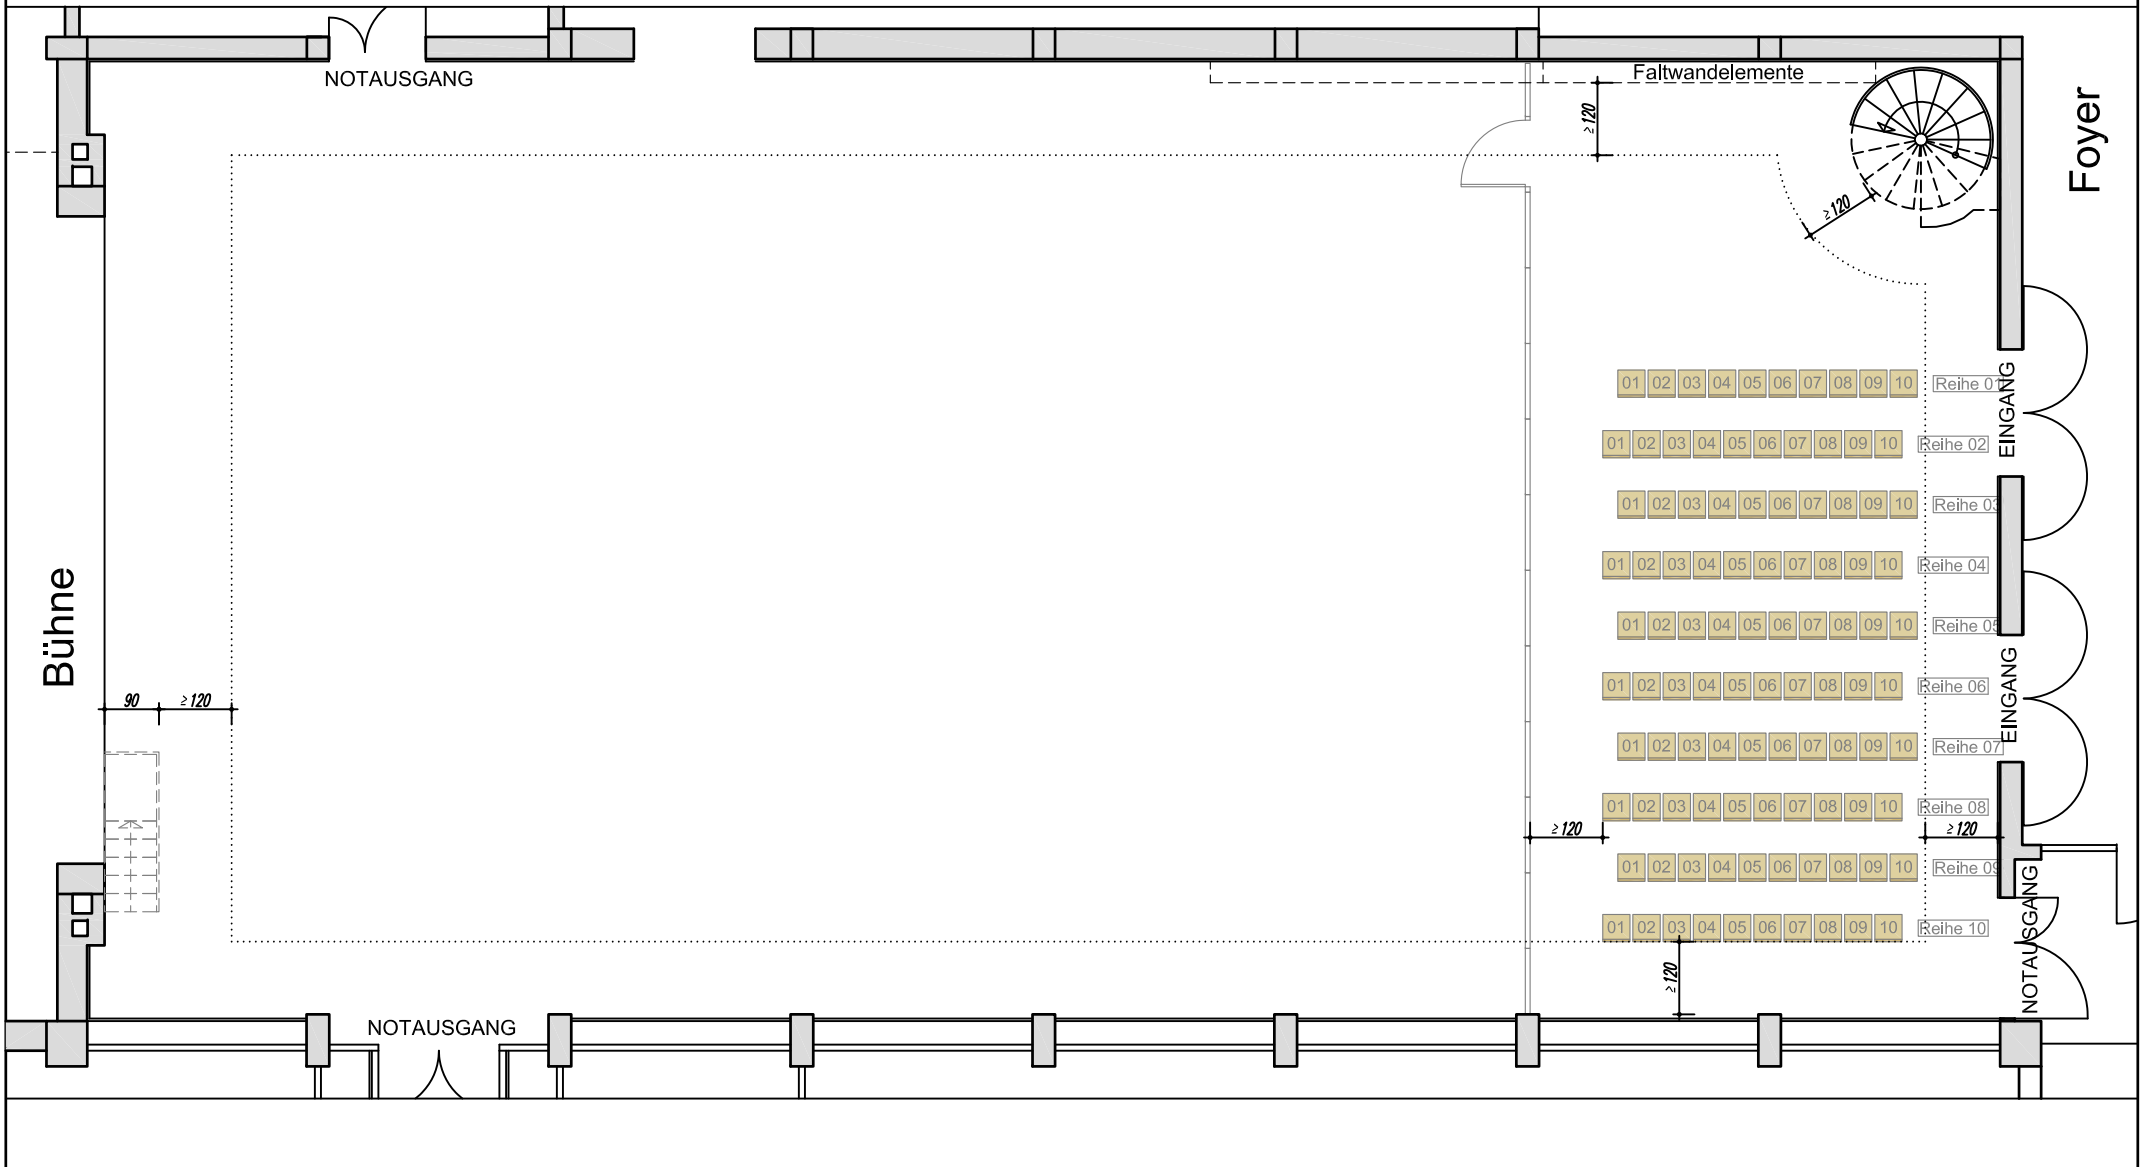 NOTAUSGANG
Faltwandelemente
≥120
Foyer
≥120
EINGANG
01 02 03 04 05 06 07 08 09 10 Reihe 01
01 02 03 04 05 06 07 08 09 10 Reihe 02
01 02 03 04 05 06 07 08 09 10 Reihe 03
01 02 03 04 05 06 07 08 09 10 Reihe 04
01 02 03 04 05 06 07 08 09 10 Reihe 05
01 02 03 04 05 06 07 08 09 10 Reihe 06
01 02 03 04 05 06 07 08 09 10 Reihe 07
01 02 03 04 05 06 07 08 09 10 Reihe 08
01 02 03 04 05 06 07 08 09 10 Reihe 09
01 02 03 04 05 06 07 08 09 10 Reihe 10
Bühne
EINGANG
90 ≥120
≥120
≥120
NOTAUSGANG
≥120
NOTAUSGANG